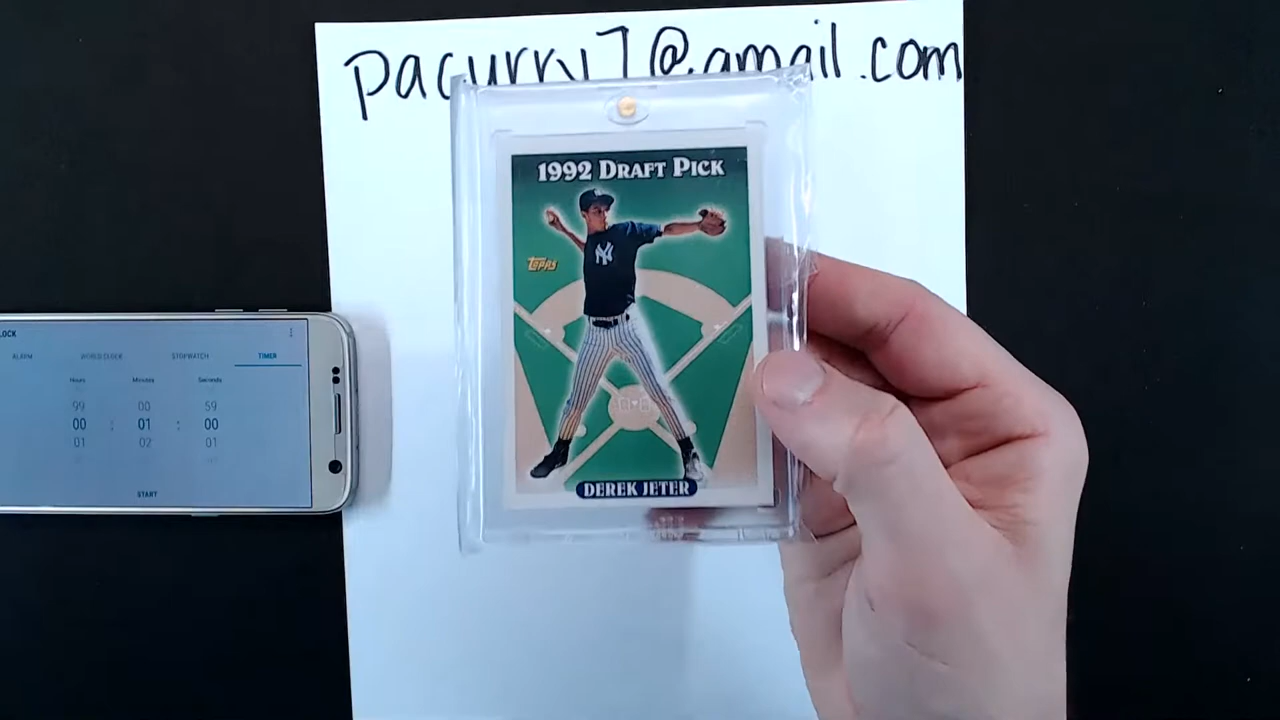 pacurry7@gmail.com
1992 DRAFT PICK
TOPPS
NY
DEREK JETER
LOCK
ALARM WORLD CLOCK STOPWATCH TIMER
Hours Minutes Seconds
99 00 59
00 : 01 : 00
01 02 01
START